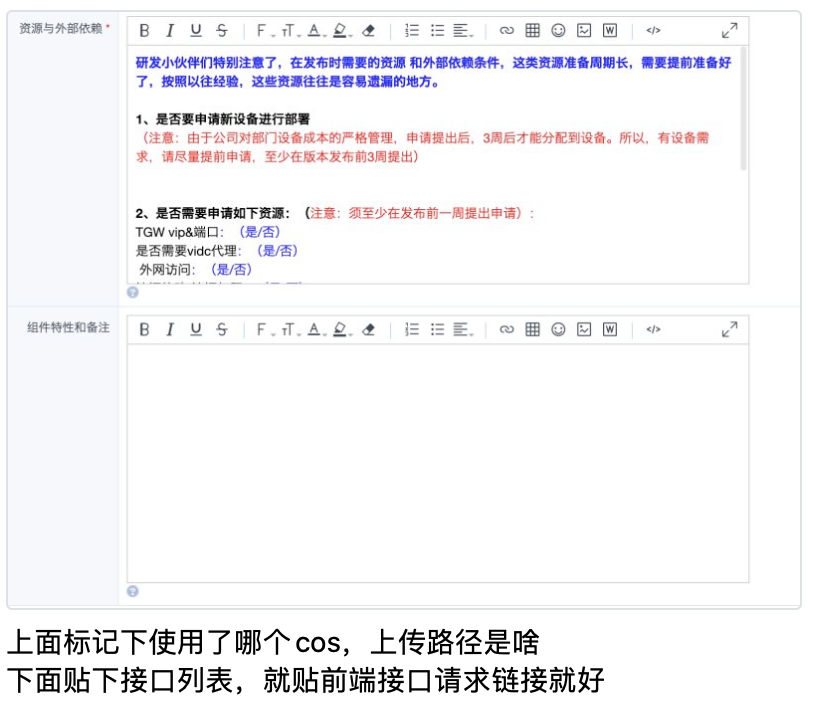 资源与外部依赖 *
B I U S F TT A W </>
研发小伙伴们特别注意了，在发布时需要的资源 和外部依赖条件，这类资源准备周期长，需要提前准备好
了，按照以往经验，这些资源往往是容易遗漏的地方。
1、是否要申请新设备进行部署
（注意：由于公司对部门设备成本的严格管理，申请提出后，3周后才能分配到设备。所以，有设备需
求，请尽量提前申请，至少在版本发布前3周提出）
2、是否需要申请如下资源：（注意：须至少在发布前一周提出申请）:
TGW vip&端口：（是/否）
是否需要vidc代理：（是/否）
外网访问：（是/否）
组件特性和备注
B I U S F TT A W </>
上面标记下使用了哪个cos，上传路径是啥
下面贴下接口列表，就贴前端接口请求链接就好